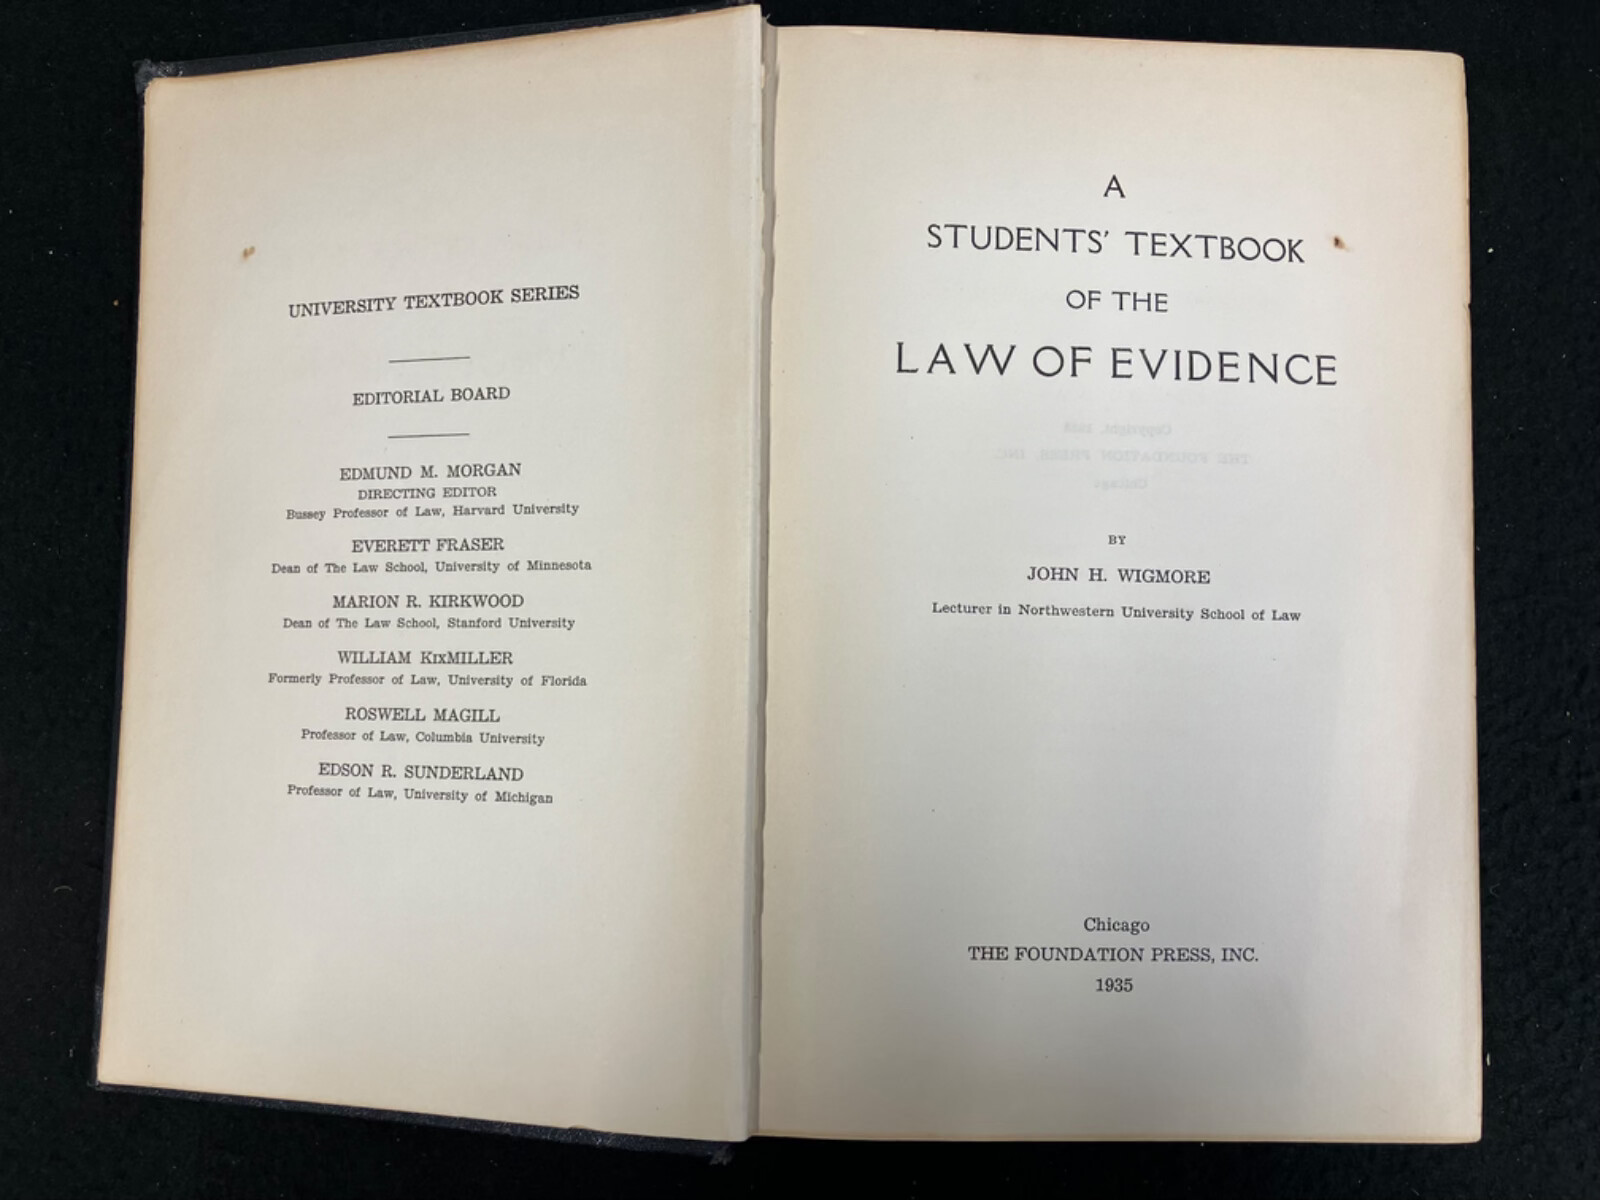 UNIVERSITY TEXTBOOK SERIES
EDITORIAL BOARD
EDMUND M. MORGAN
DIRECTING EDITOR
Bussey Professor of Law, Harvard University
EVERETT FRASER
Dean of The Law School, University of Minnesota
MARION R. KIRKWOOD
Dean of The Law School, Stanford University
WILLIAM KIXMILLER
Formerly Professor of Law, University of Florida
ROSWELL MAGILL
Professor of Law, Columbia University
EDSON R. SUNDERLAND
Professor of Law, University of Michigan
A
STUDENTS' TEXTBOOK
OF THE
LAW OF EVIDENCE
BY
JOHN H. WIGMORE
Lecturer in Northwestern University School of Law
Chicago
THE FOUNDATION PRESS, INC.
1935